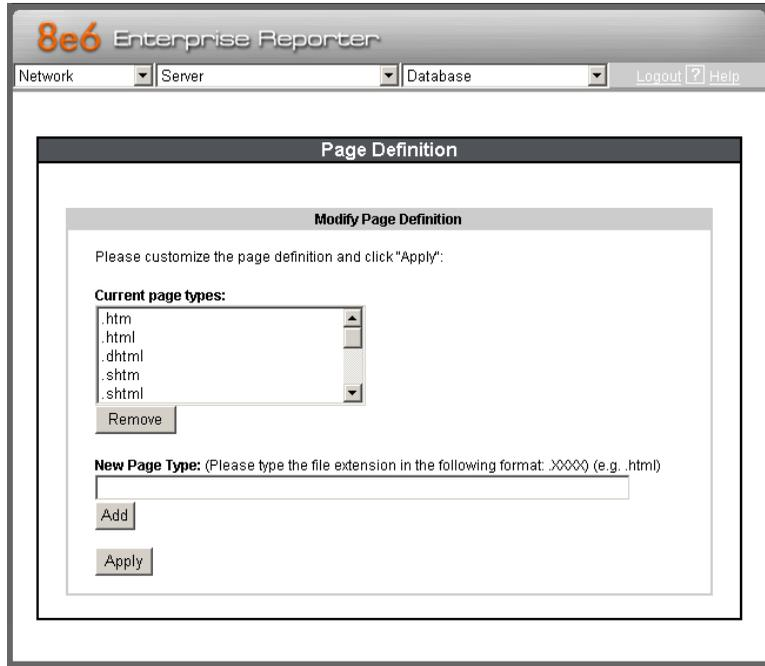 8e6 Enterprise Reporter
Network Server Database Logout ? Help
Page Definition
Modify Page Definition
Please customize the page definition and click "Apply":
Current page types:
.htm
.html
.dhtml
.shtm
.shtml
Remove
New Page Type: (Please type the file extension in the following format: .XXXX) (e.g. .html)
Add
Apply